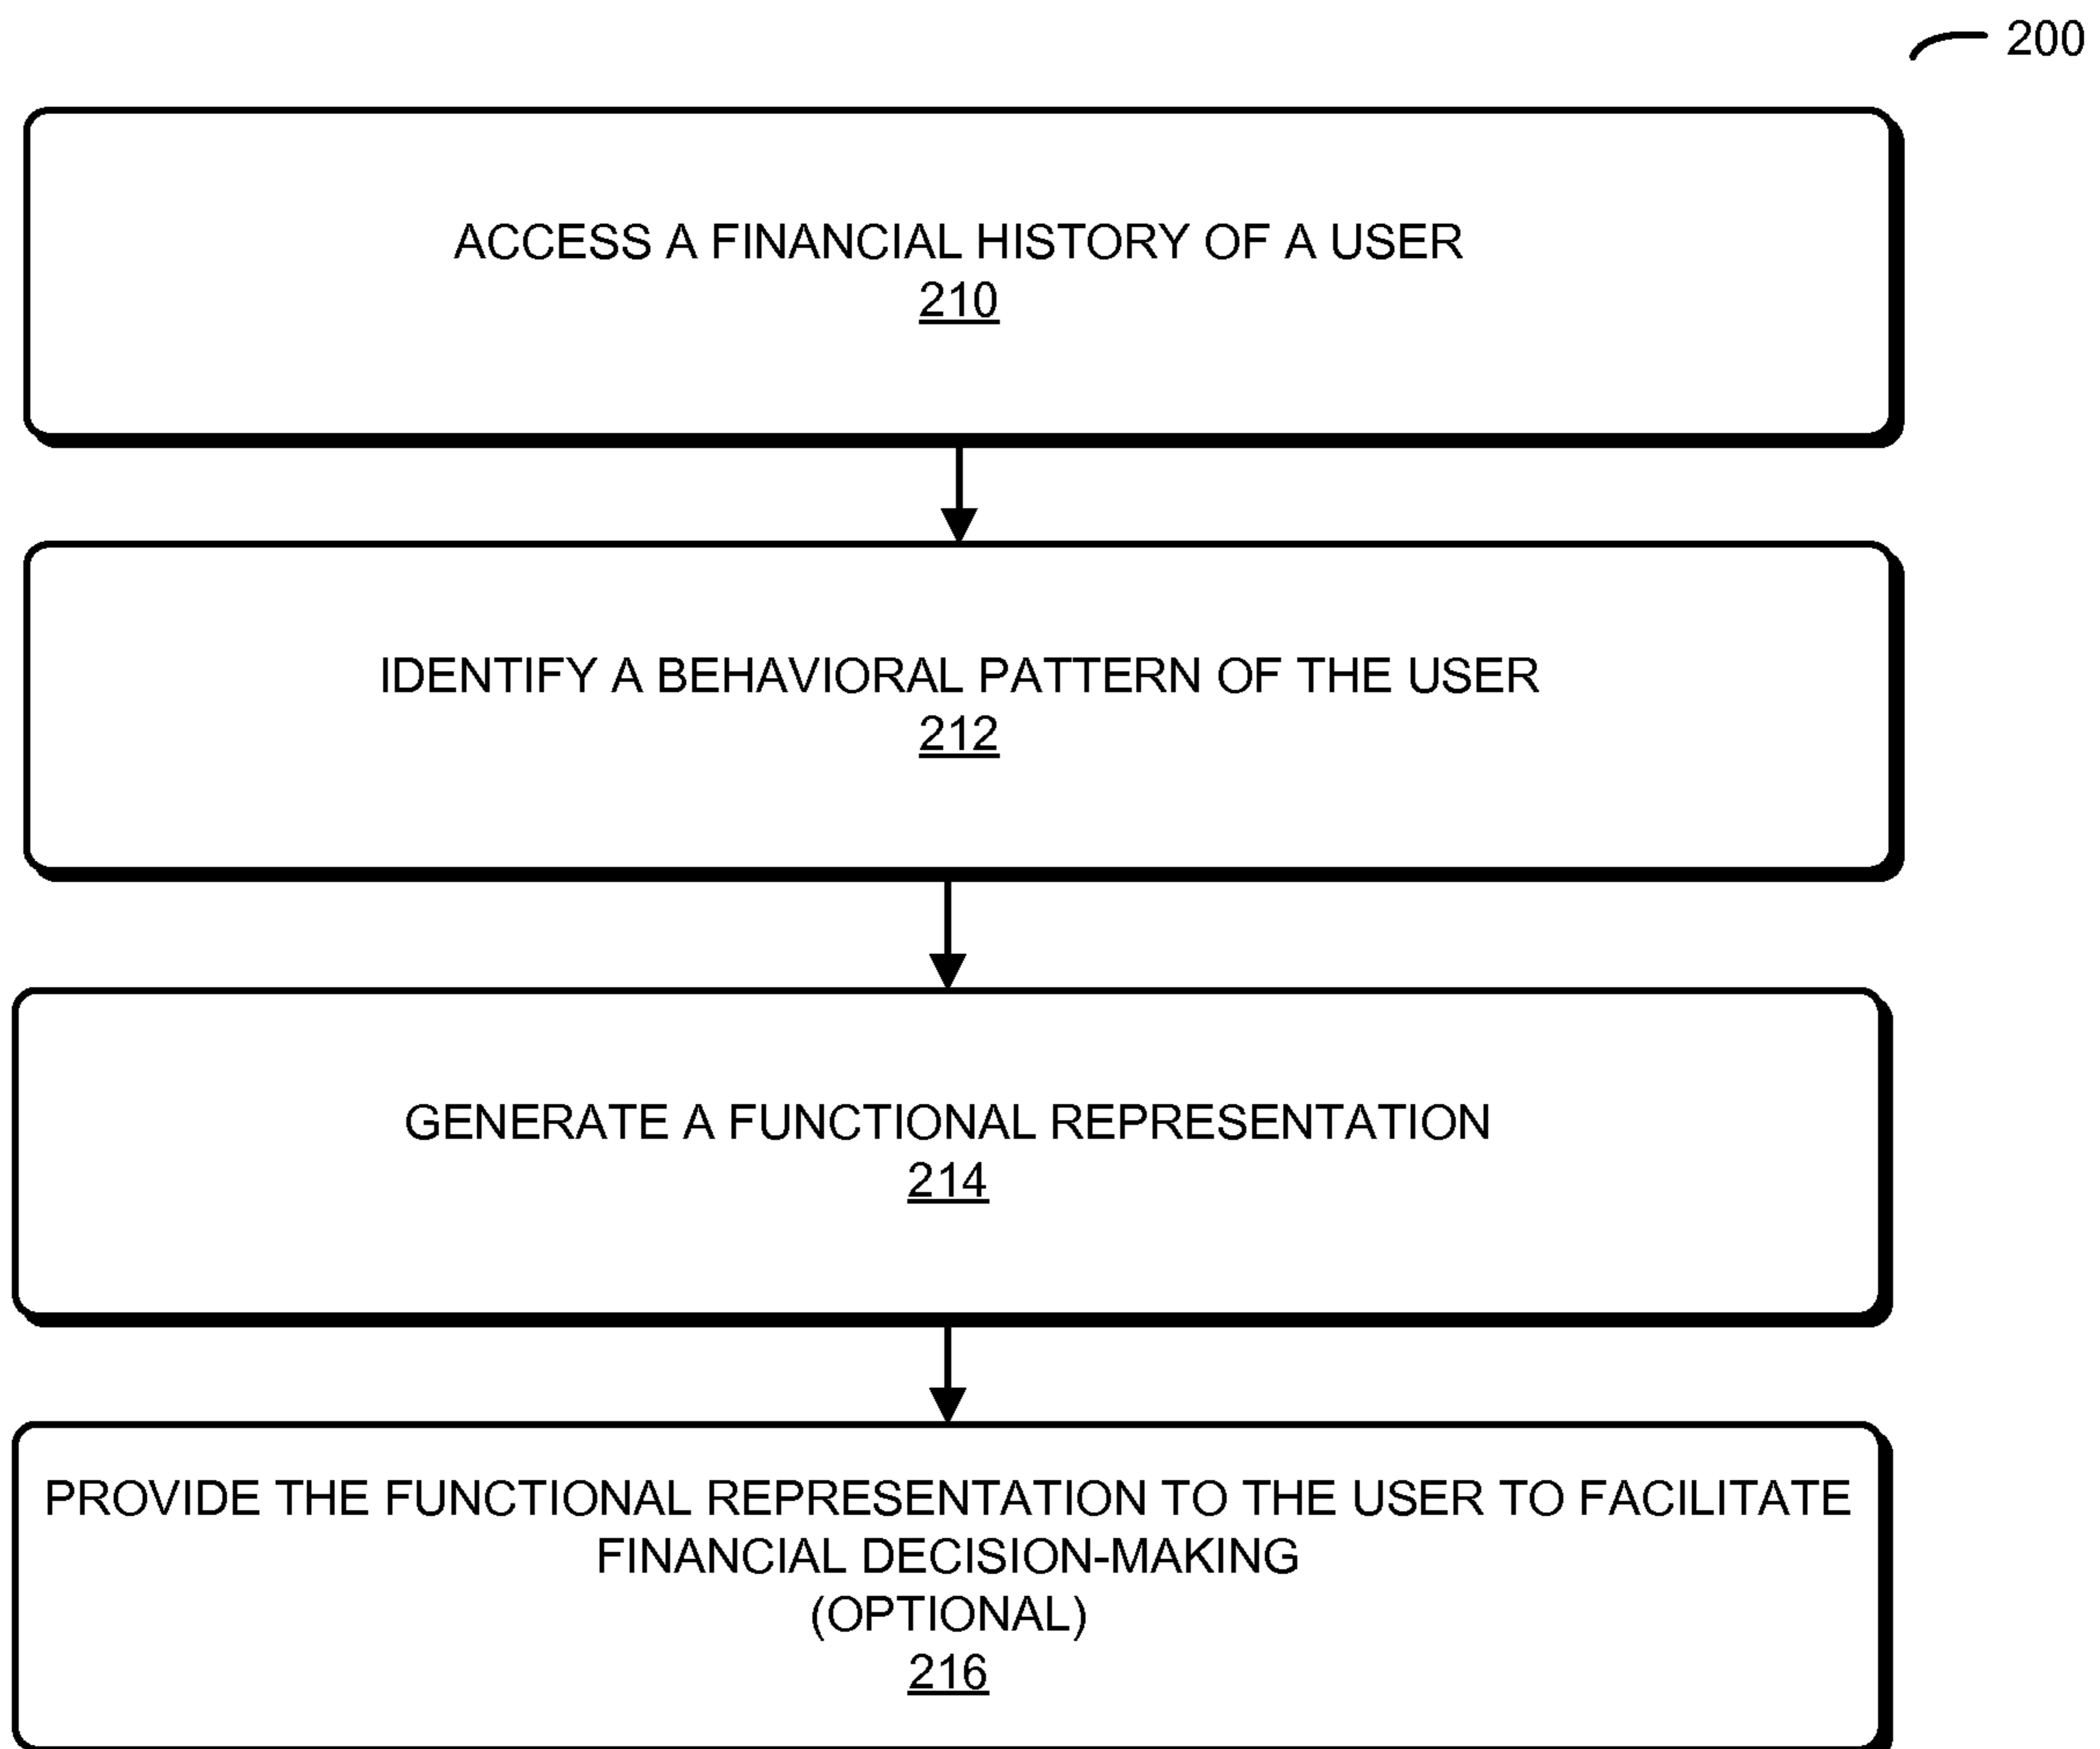 200
ACCESS A FINANCIAL HISTORY OF A USER
210
IDENTIFY A BEHAVIORAL PATTERN OF THE USER
212
GENERATE A FUNCTIONAL REPRESENTATION
214
PROVIDE THE FUNCTIONAL REPRESENTATION TO THE USER TO FACILITATE
FINANCIAL DECISION-MAKING
(OPTIONAL)
216